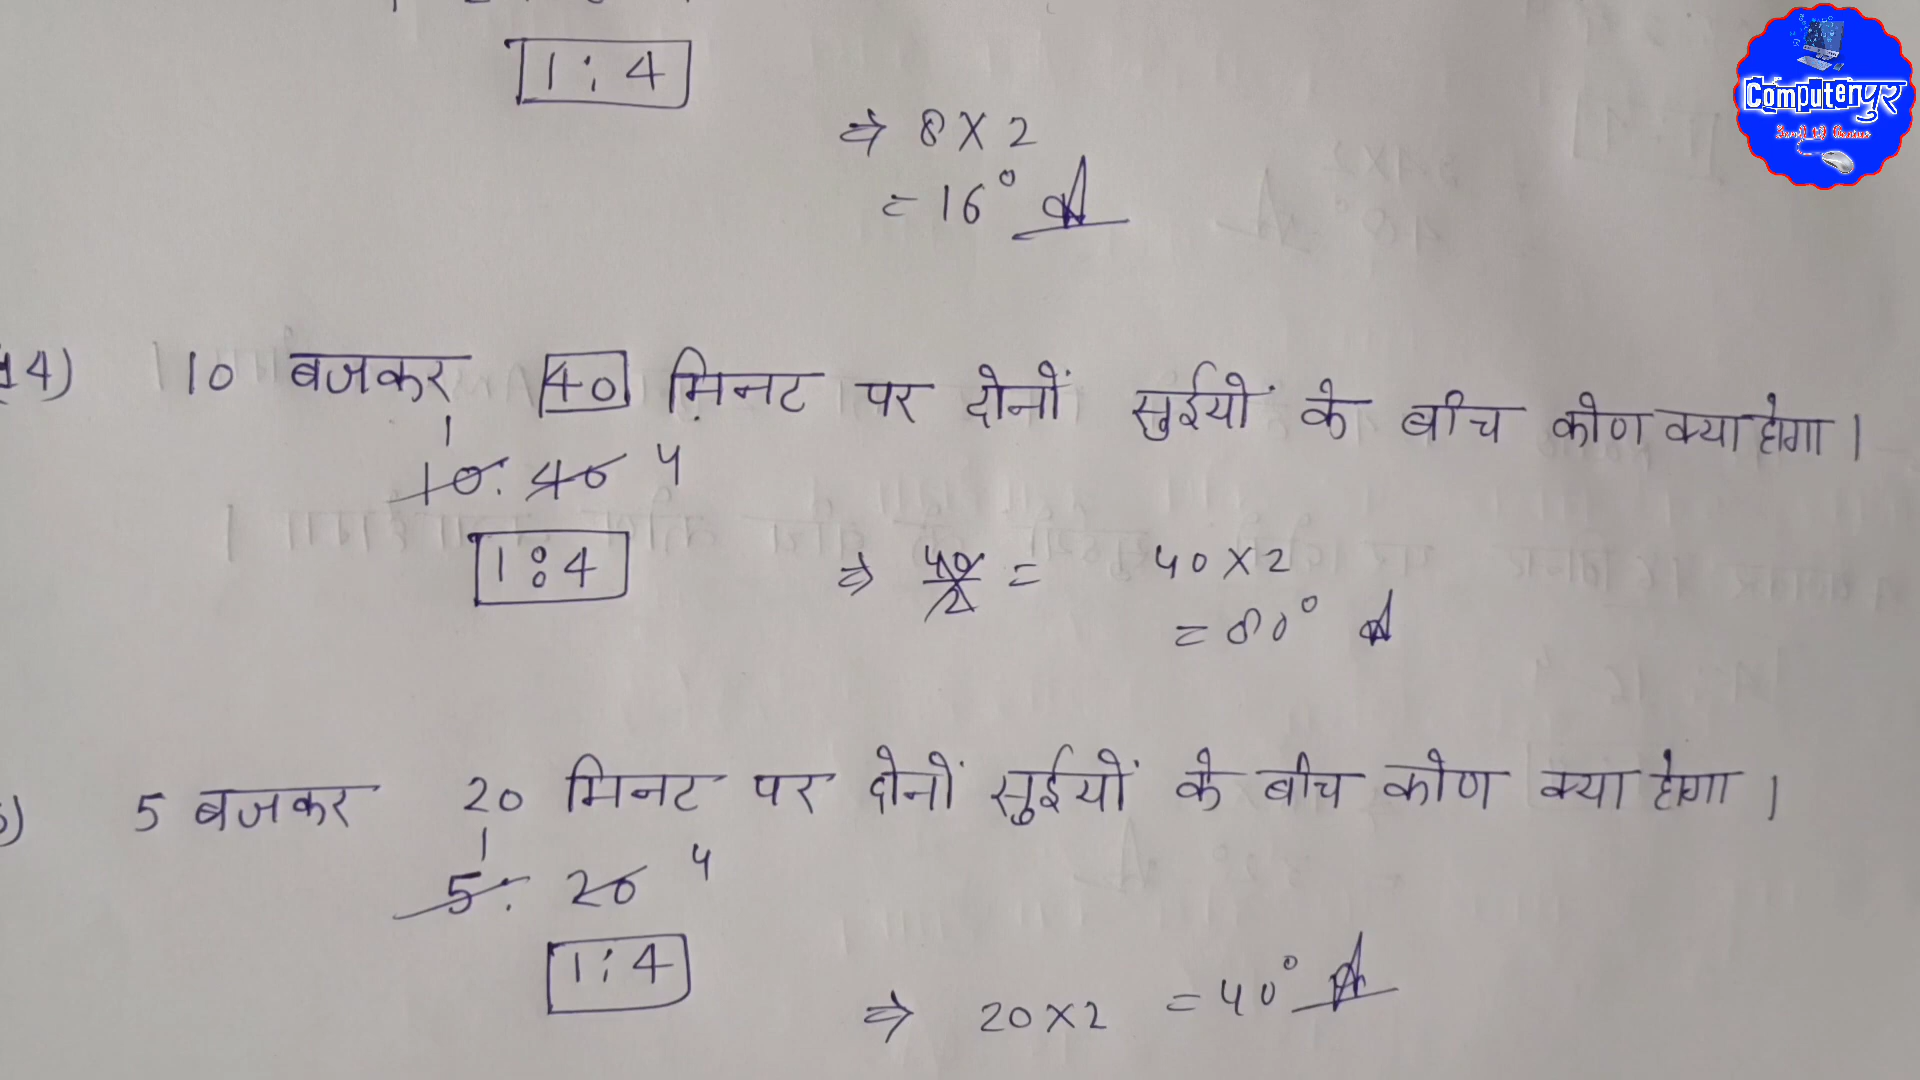 1 : 4
⇒ 8 × 2
= 16°
4) 10 बजकर 40 मिनट पर दोनों सुईयों के बीच कोण क्या होगा ।
1
10 : 40 4
1 : 4
⇒ 40/2 = 40 × 2
= 80°
5 बजकर 20 मिनट पर दोनों सुईयों के बीच कोण क्या होगा ।
1
5 : 20 4
1 : 4
⇒ 20 × 2 = 40°
Computerपुर